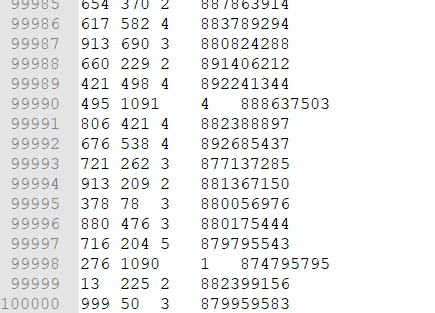 99985 654 370 2 887863914
99986 617 582 4 883789294
99987 913 690 3 880824288
99988 660 229 2 891406212
99989 421 498 4 892241344
99990 495 1091 4 888637503
99991 806 421 4 882388897
99992 676 538 4 892685437
99993 721 262 3 877137285
99994 913 209 2 881367150
99995 378 78 3 880056976
99996 880 476 3 880175444
99997 716 204 5 879795543
99998 276 1090 1 874795795
99999 13 225 2 882399156
100000 999 50 3 879959583